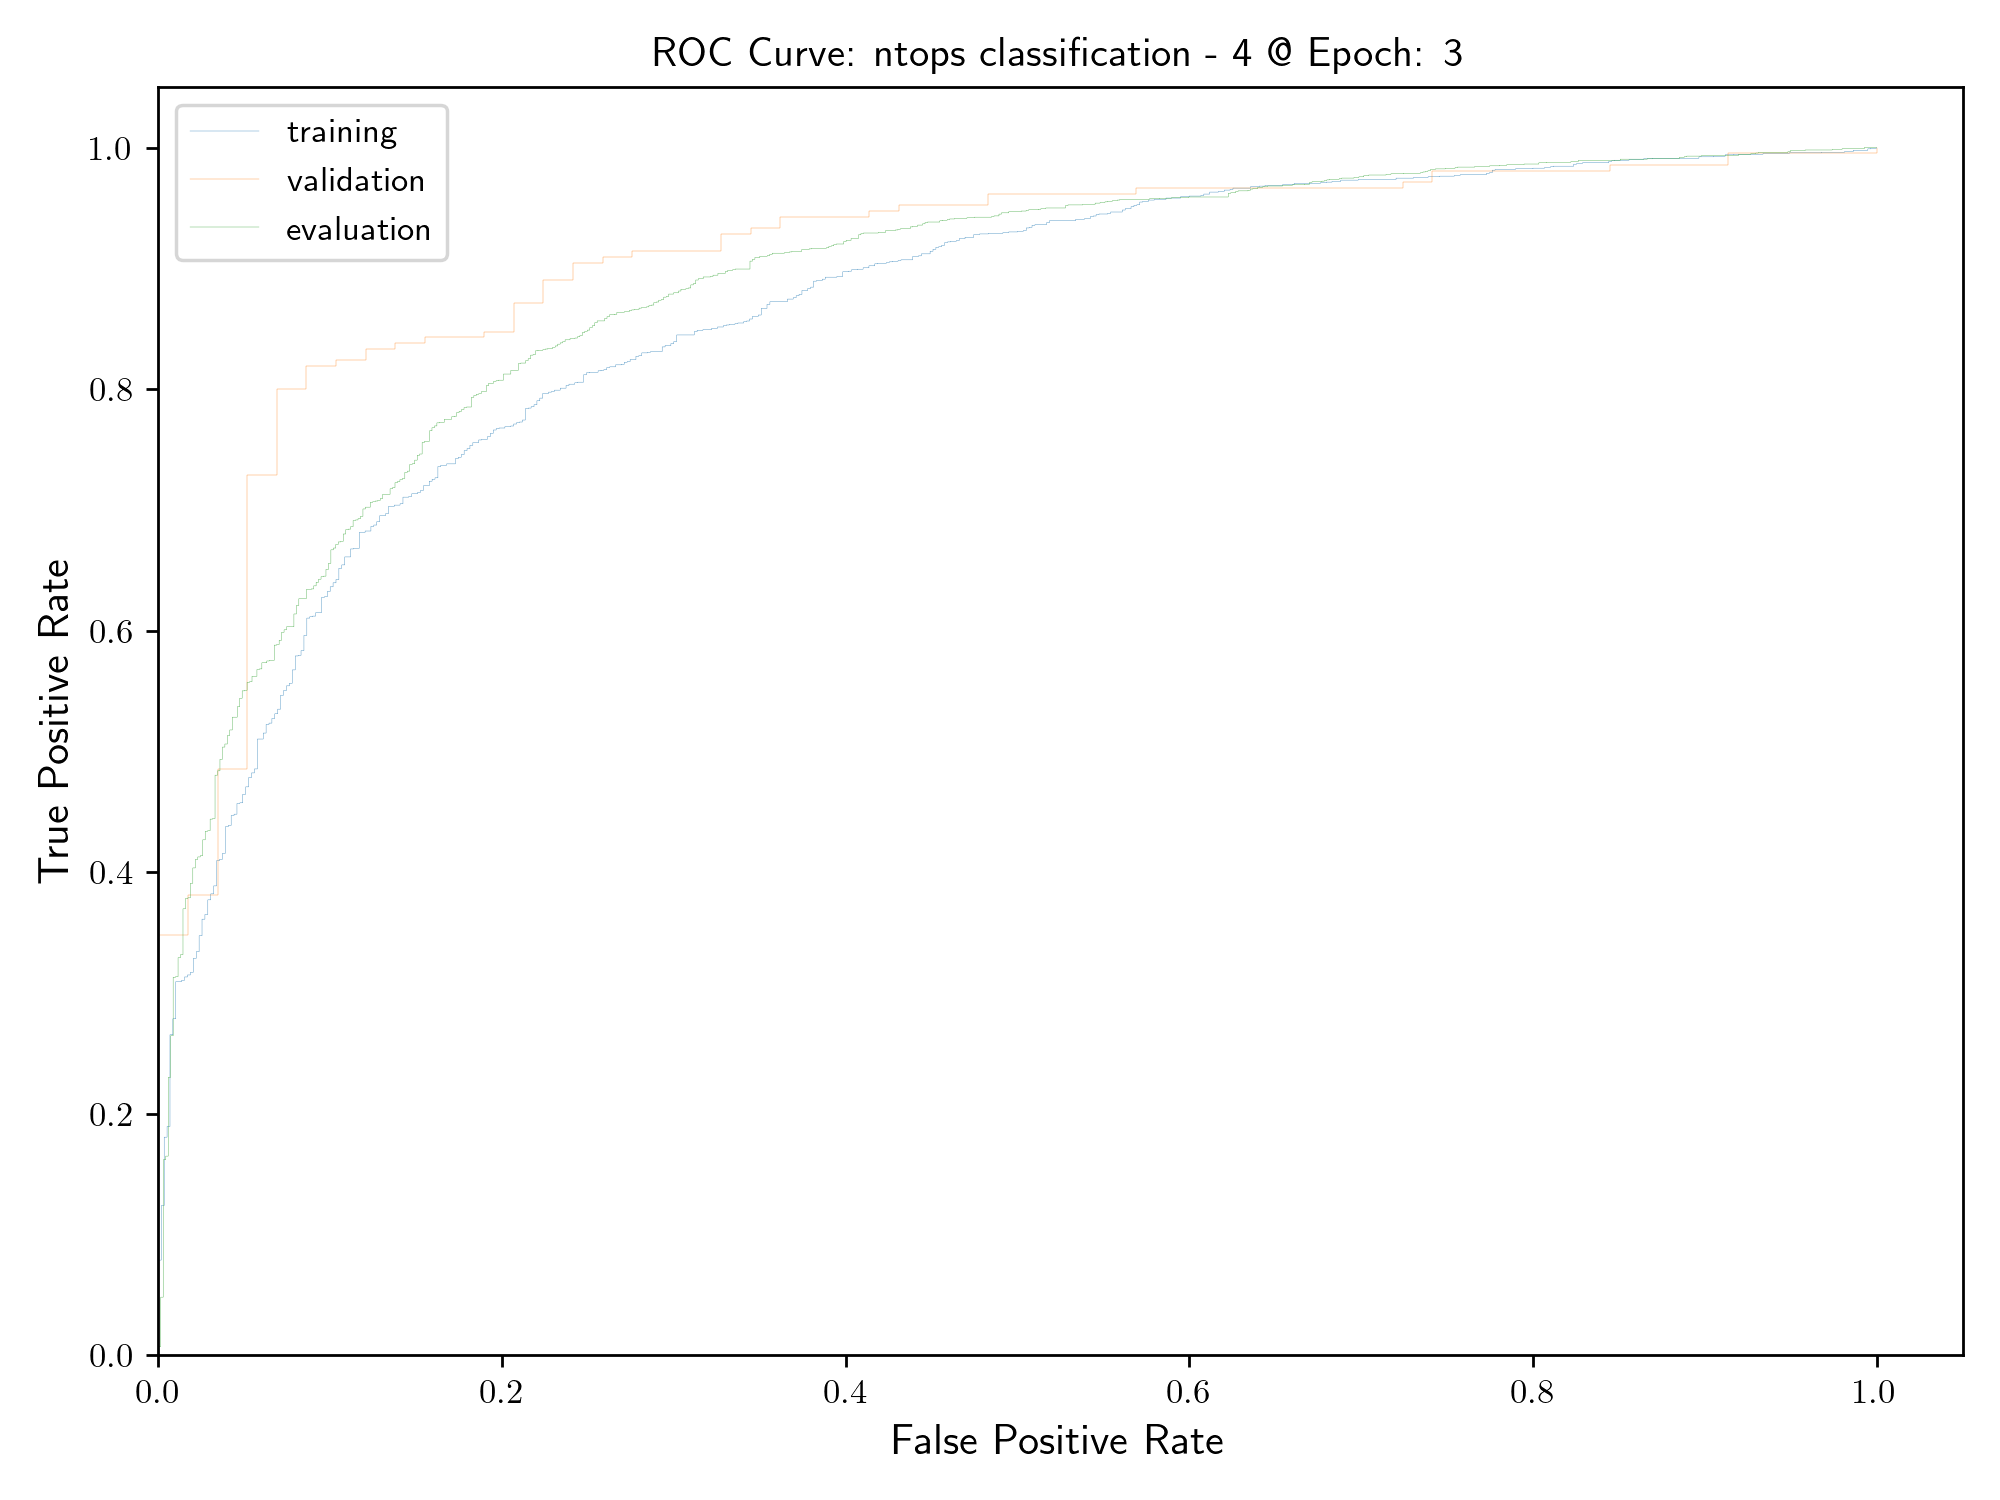 ROC Curve: ntops classification - 4 @ Epoch: 3
training
validation
evaluation
True Positive Rate
1.0
0.8
0.6
0.4
0.2
0.0
0.0 0.2 0.4 0.6 0.8 1.0
False Positive Rate